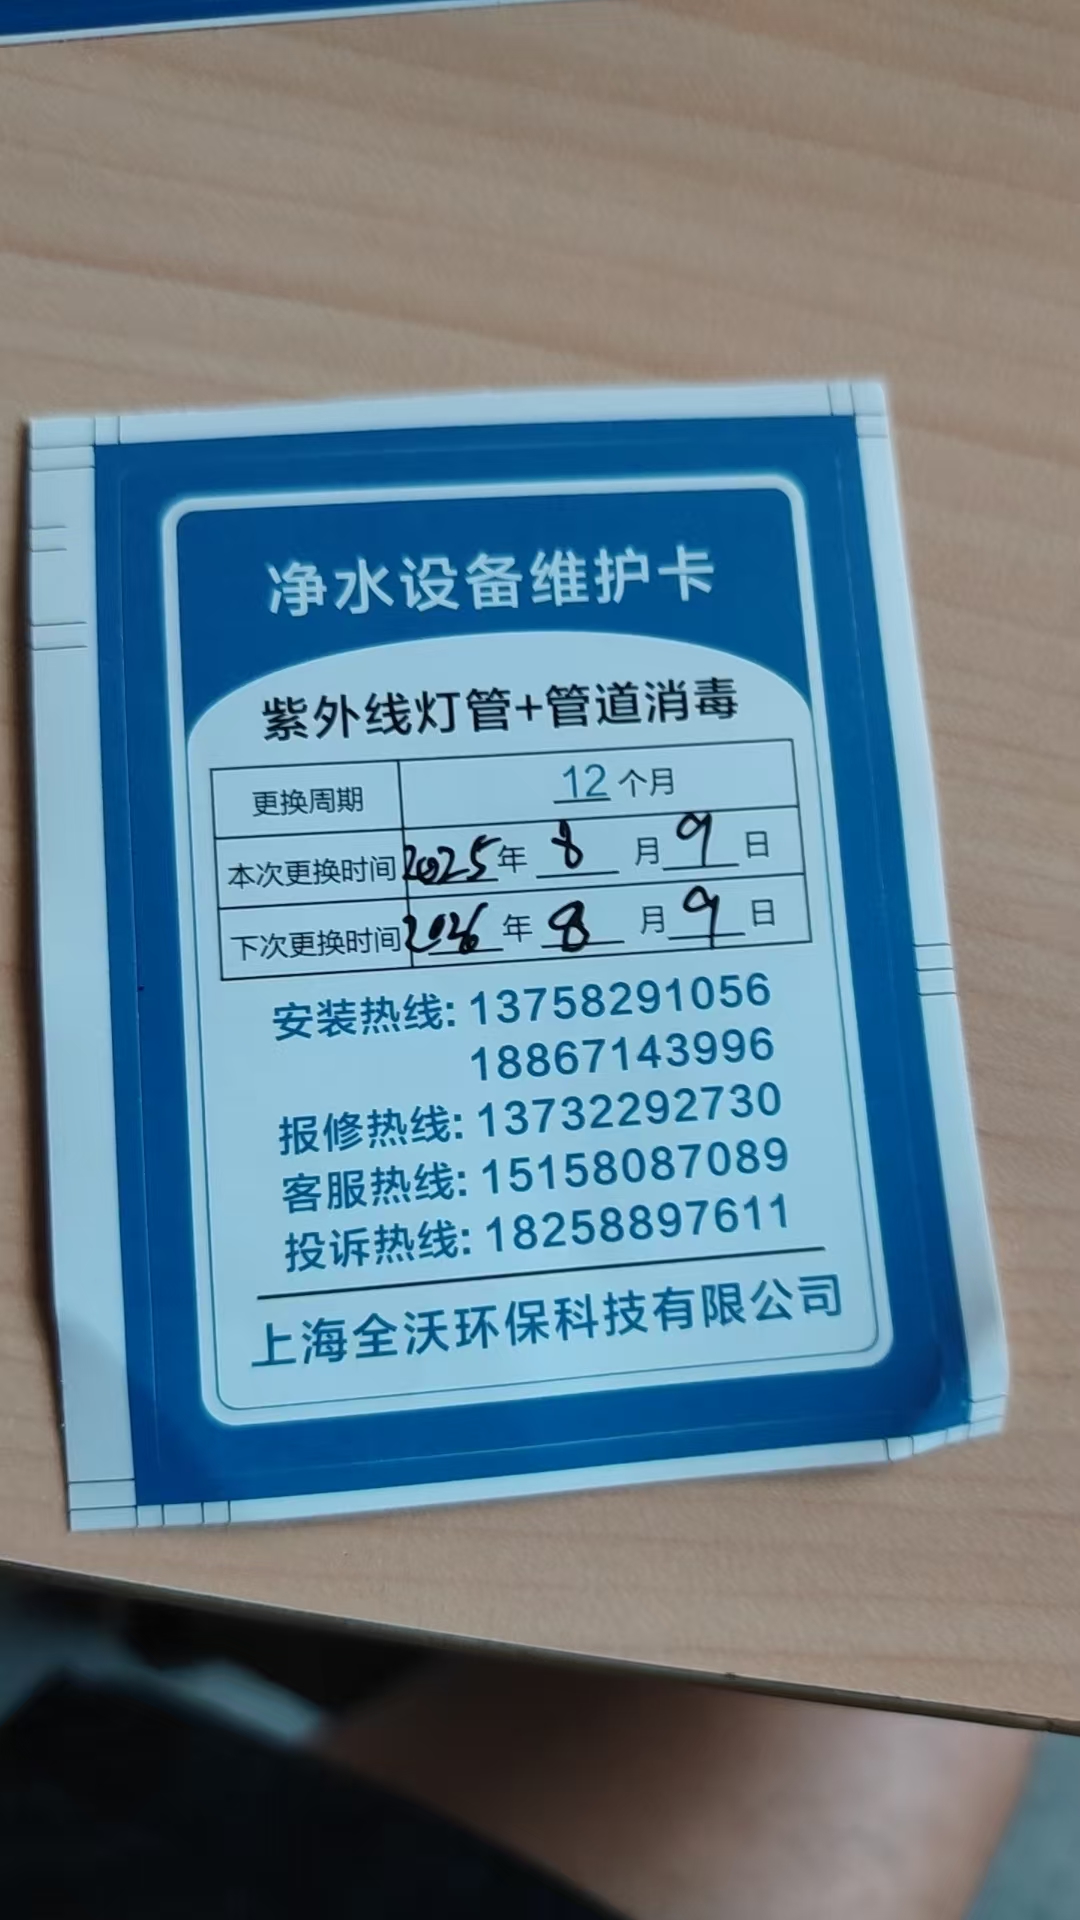 净水设备维护卡
紫外线灯管+管道消毒
更换周期 12 个月
本次更换时间 2025 年 8 月 9 日
下次更换时间 2026 年 8 月 9 日
安装热线: 13758291056
18867143996
报修热线: 13732292730
客服热线: 15158087089
投诉热线: 18258897611
上海全沃环保科技有限公司